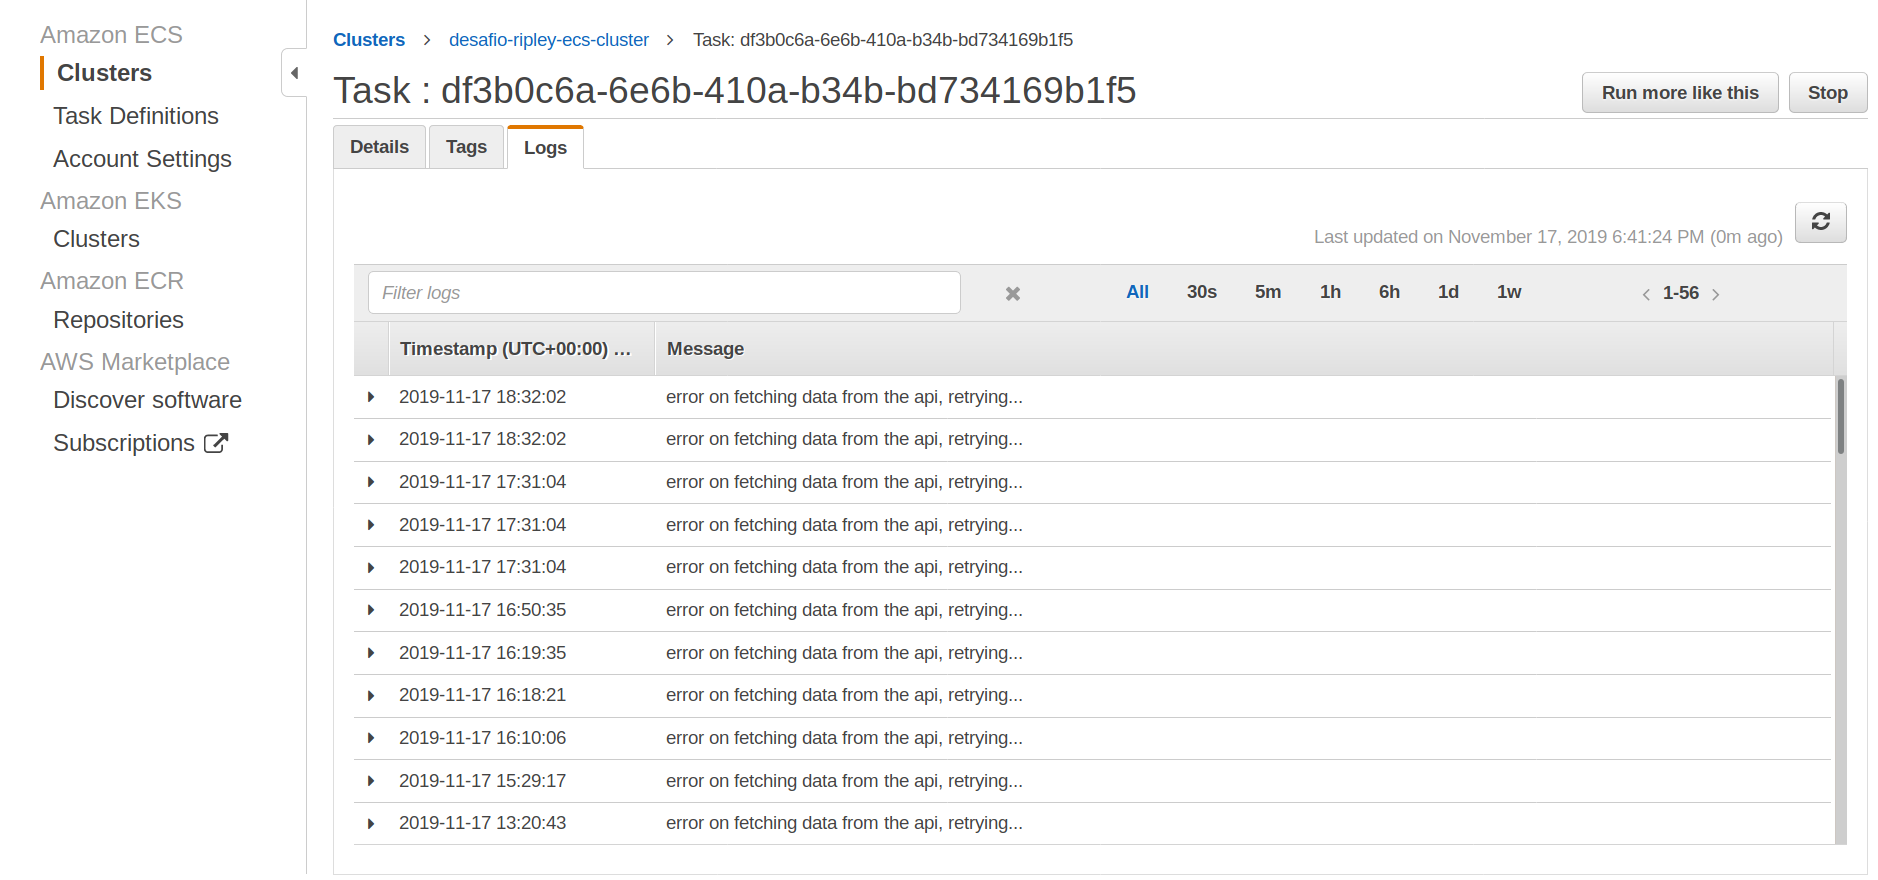 Amazon ECS
Clusters
Task Definitions
Account Settings
Amazon EKS
Clusters
Amazon ECR
Repositories
AWS Marketplace
Discover software
Subscriptions
Clusters > desafio-ripley-ecs-cluster > Task: df3b0c6a-6e6b-410a-b34b-bd734169b1f5
Task : df3b0c6a-6e6b-410a-b34b-bd734169b1f5
Run more like this Stop
Details Tags Logs
Last updated on November 17, 2019 6:41:24 PM (0m ago)
Filter logs All 30s 5m 1h 6h 1d 1w < 1-56 >
Timestamp (UTC+00:00) ... Message
2019-11-17 18:32:02 error on fetching data from the api, retrying...
2019-11-17 18:32:02 error on fetching data from the api, retrying...
2019-11-17 17:31:04 error on fetching data from the api, retrying...
2019-11-17 17:31:04 error on fetching data from the api, retrying...
2019-11-17 17:31:04 error on fetching data from the api, retrying...
2019-11-17 16:50:35 error on fetching data from the api, retrying...
2019-11-17 16:19:35 error on fetching data from the api, retrying...
2019-11-17 16:18:21 error on fetching data from the api, retrying...
2019-11-17 16:10:06 error on fetching data from the api, retrying...
2019-11-17 15:29:17 error on fetching data from the api, retrying...
2019-11-17 13:20:43 error on fetching data from the api, retrying...